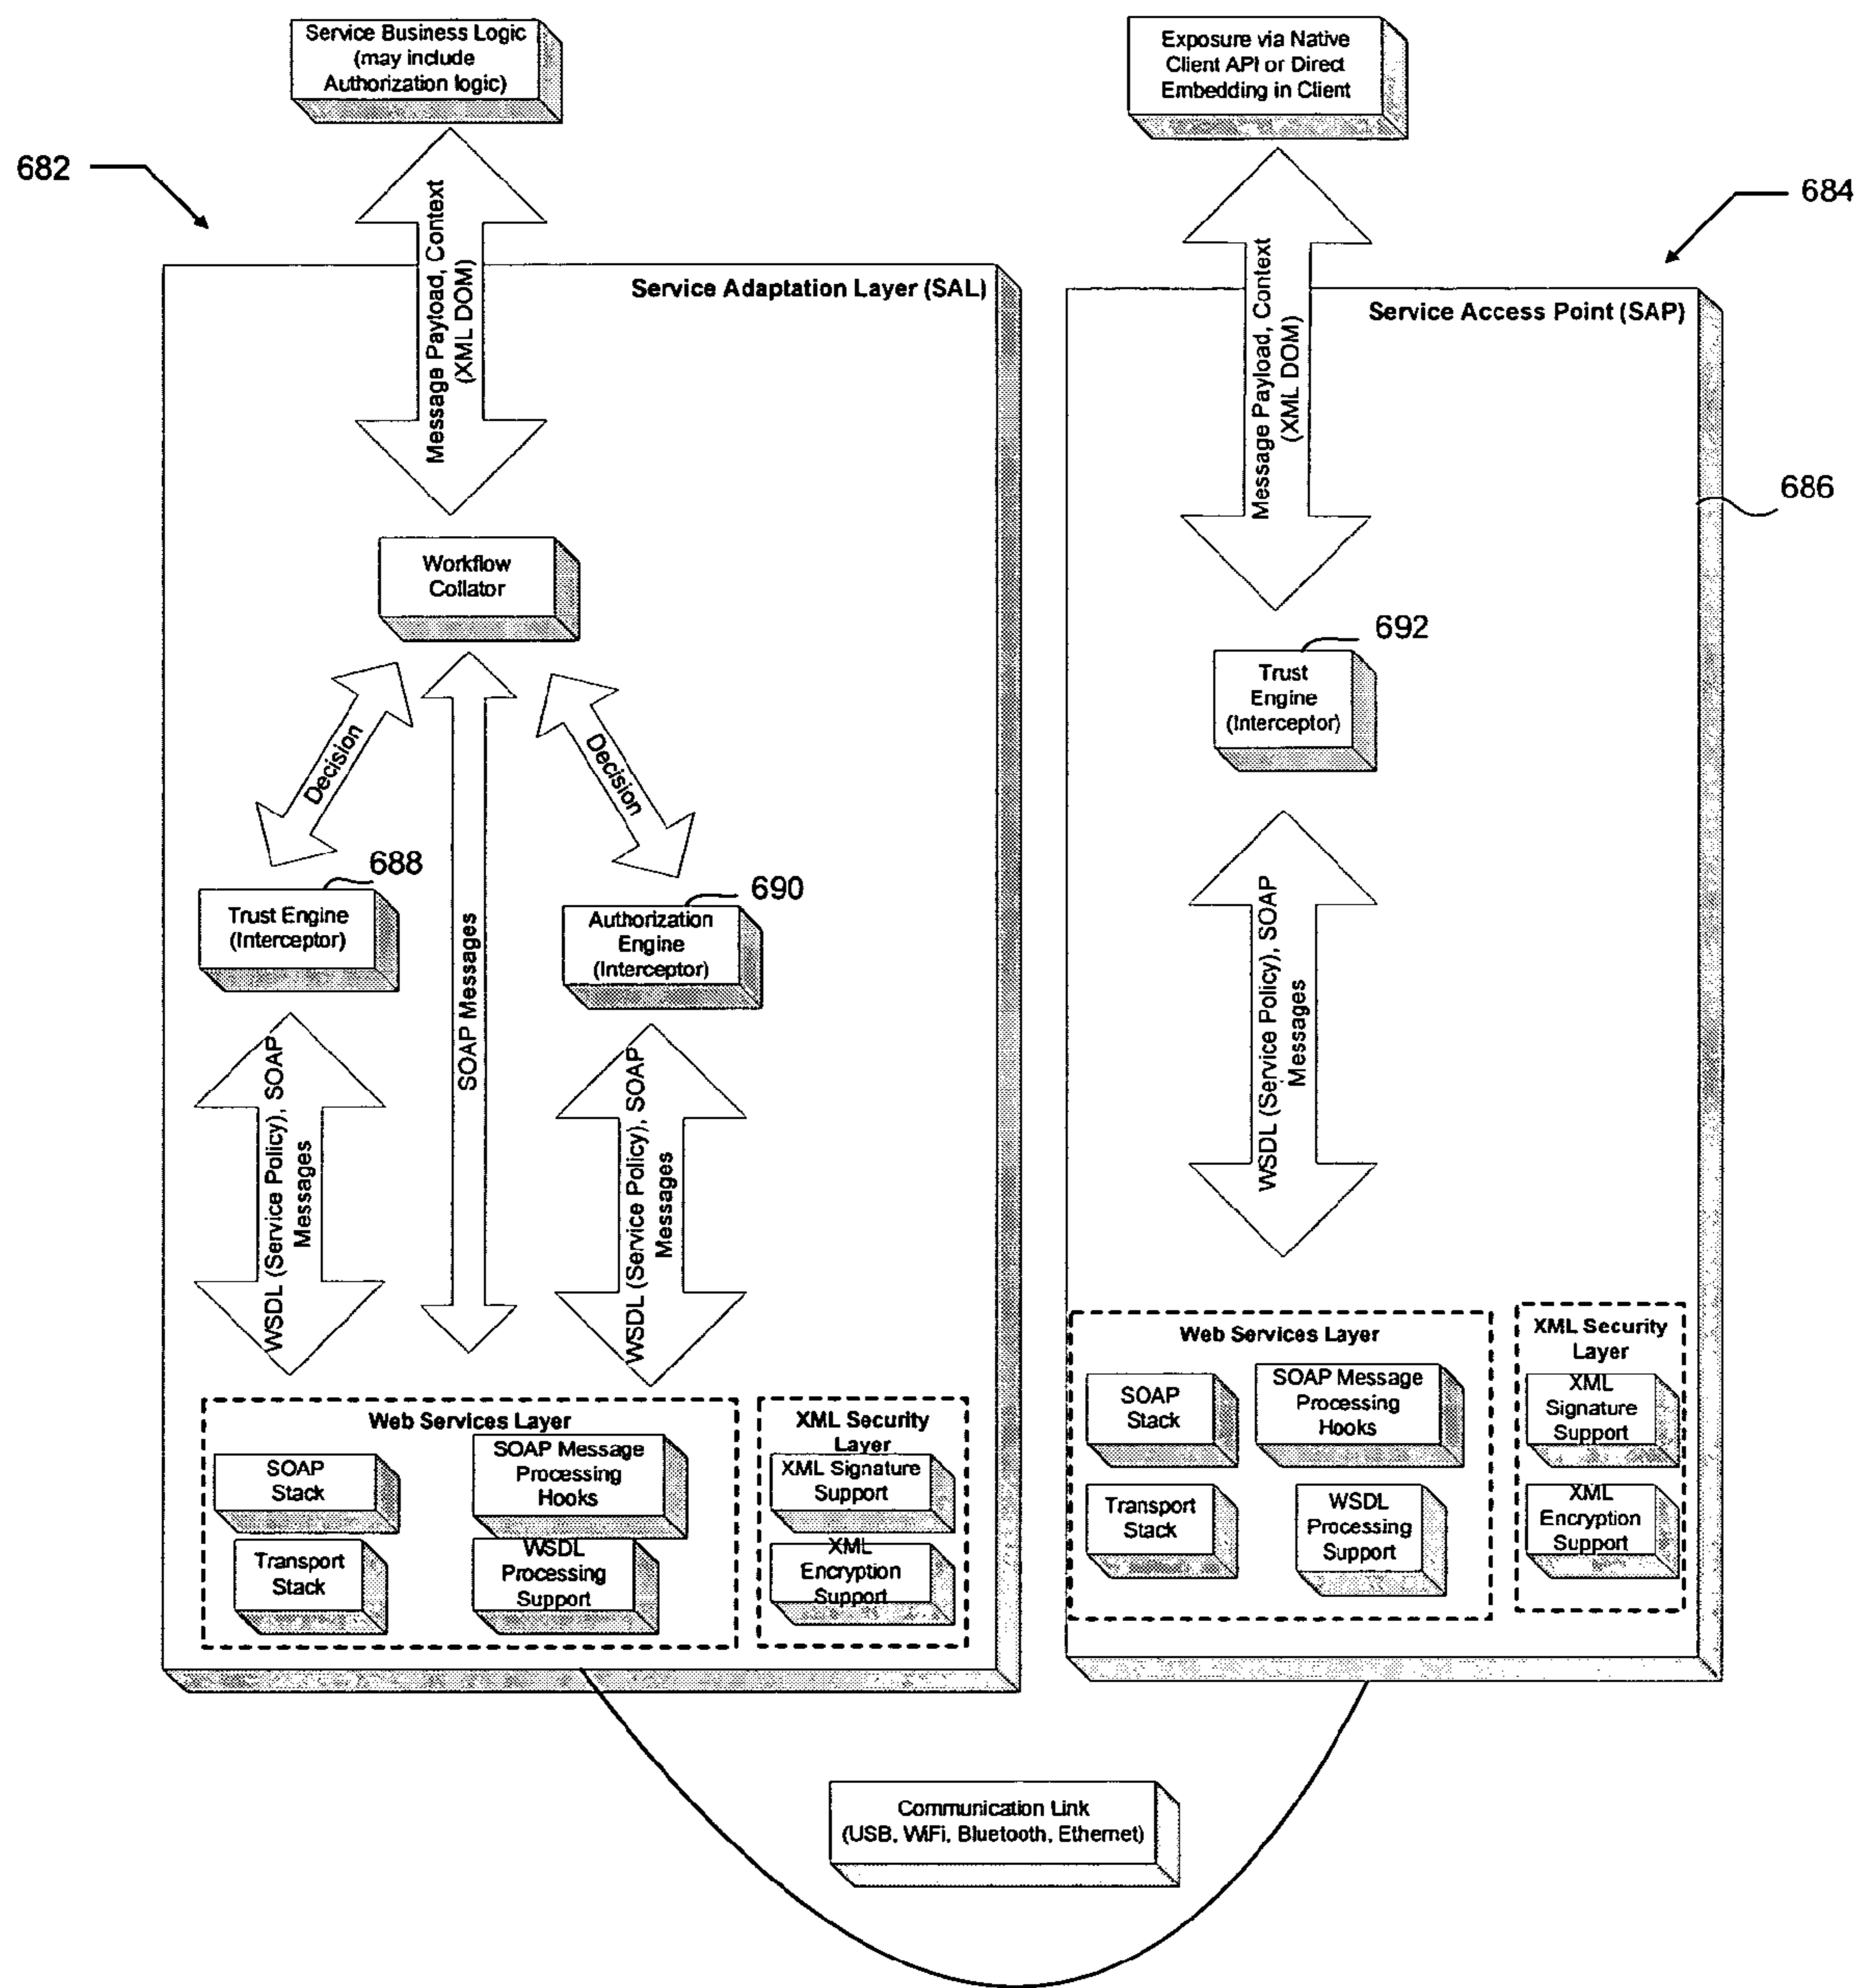 Service Business Logic
(may include
Authorization logic)
Exposure via Native
Client API or Direct
Embedding in Client
682
684
Message Payload, Context
(XML DOM)
Message Payload, Context
(XML DOM)
Service Adaptation Layer (SAL)
Service Access Point (SAP)
686
Workflow
Collator
692
Trust
Engine
(Interceptor)
Decision
Decision
688
690
Trust Engine
(Interceptor)
Authorization
Engine
(Interceptor)
SOAP Messages
WSDL (Service Policy), SOAP
Messages
WSDL (Service Policy), SOAP
Messages
WSDL (Service Policy), SOAP
Messages
Web Services Layer
SOAP
Stack
SOAP Message
Processing
Hooks
Transport
Stack
WSDL
Processing
Support
XML Security
Layer
XML Signature
Support
XML
Encryption
Support
Web Services Layer
SOAP
Stack
SOAP Message
Processing
Hooks
Transport
Stack
WSDL
Processing
Support
XML Security
Layer
XML
Signature
Support
XML
Encryption
Support
Communication Link
(USB, WiFi, Bluetooth, Ethernet)